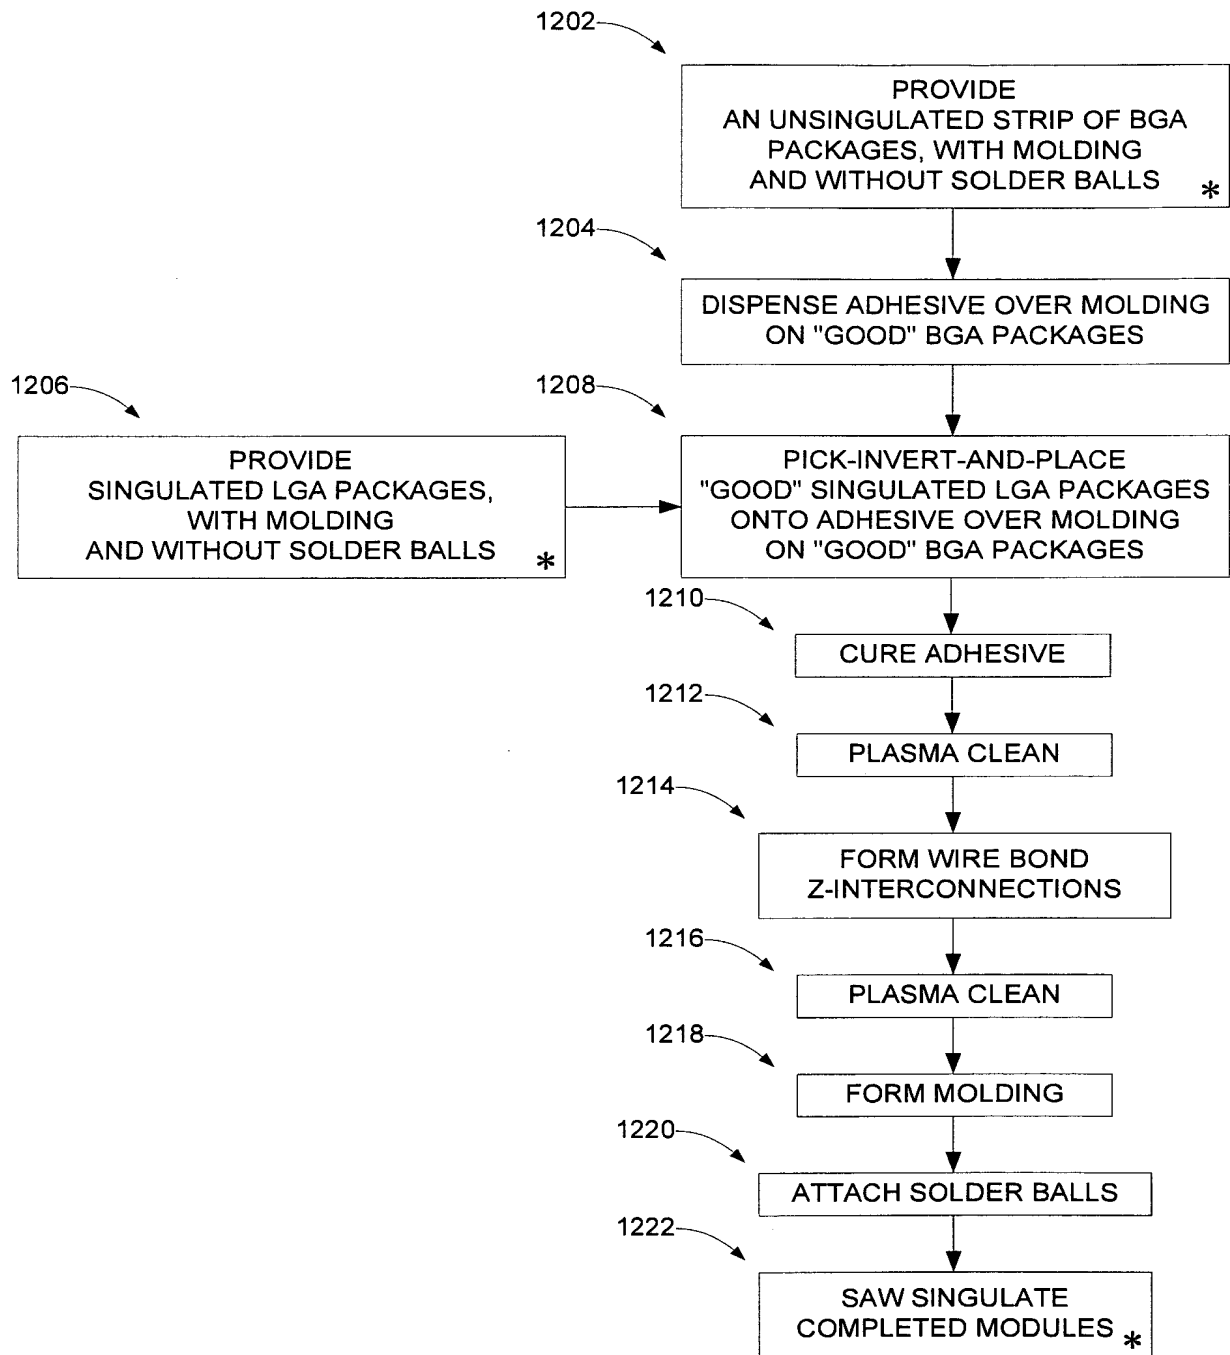 1202
PROVIDE
AN UNSINGULATED STRIP OF BGA
PACKAGES, WITH MOLDING
AND WITHOUT SOLDER BALLS *
1204
DISPENSE ADHESIVE OVER MOLDING
ON "GOOD" BGA PACKAGES
1206
PROVIDE
SINGULATED LGA PACKAGES,
WITH MOLDING
AND WITHOUT SOLDER BALLS *
1208
PICK-INVERT-AND-PLACE
"GOOD" SINGULATED LGA PACKAGES
ONTO ADHESIVE OVER MOLDING
ON "GOOD" BGA PACKAGES
1210
CURE ADHESIVE
1212
PLASMA CLEAN
1214
FORM WIRE BOND
Z-INTERCONNECTIONS
1216
PLASMA CLEAN
1218
FORM MOLDING
1220
ATTACH SOLDER BALLS
1222
SAW SINGULATE
COMPLETED MODULES *